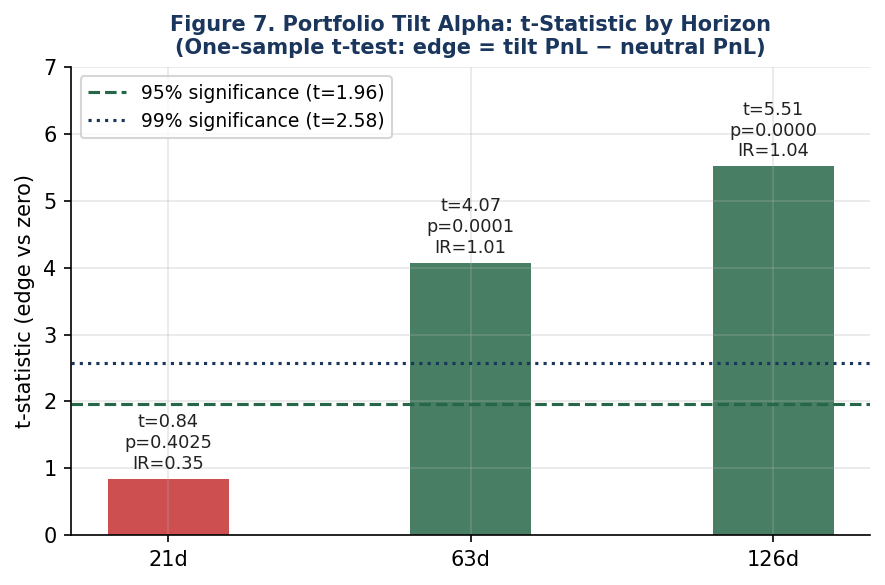 Figure 7. Portfolio Tilt Alpha: t-Statistic by Horizon
(One-sample t-test: edge = tilt PnL − neutral PnL)
95% significance (t=1.96)
99% significance (t=2.58)
t-statistic (edge vs zero)
7
6
5
4
3
2
1
0
t=0.84
p=0.4025
IR=0.35
t=4.07
p=0.0001
IR=1.01
t=5.51
p=0.0000
IR=1.04
21d
63d
126d